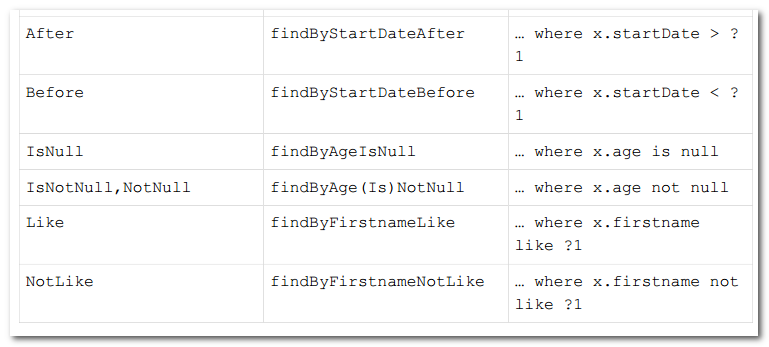 After findByStartDateAfter … where x.startDate > ?
1
Before findByStartDateBefore … where x.startDate < ?
1
IsNull findByAgeIsNull … where x.age is null
IsNotNull,NotNull findByAge(Is)NotNull … where x.age not null
Like findByFirstnameLike … where x.firstname
like ?1
NotLike findByFirstnameNotLike … where x.firstname not
like ?1